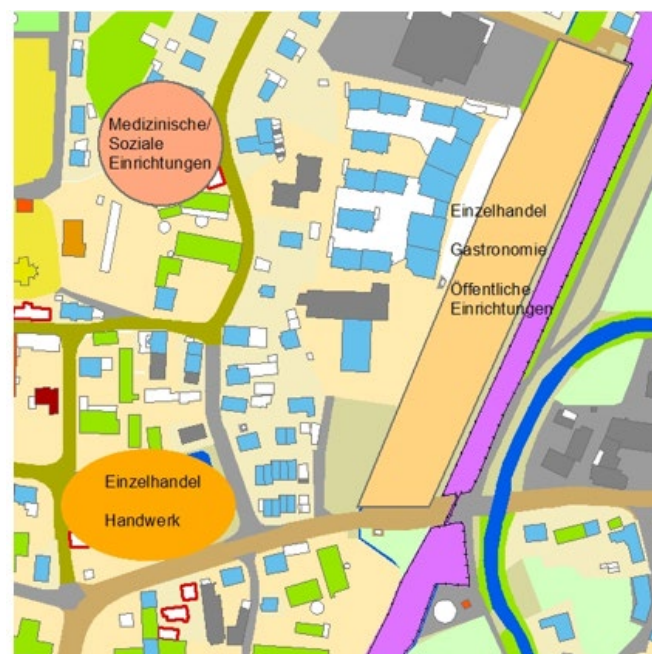 Medizinische/
Soziale
Einrichtungen
Einzelhandel
Gastronomie
Öffentliche
Einrichtungen
Einzelhandel
Handwerk